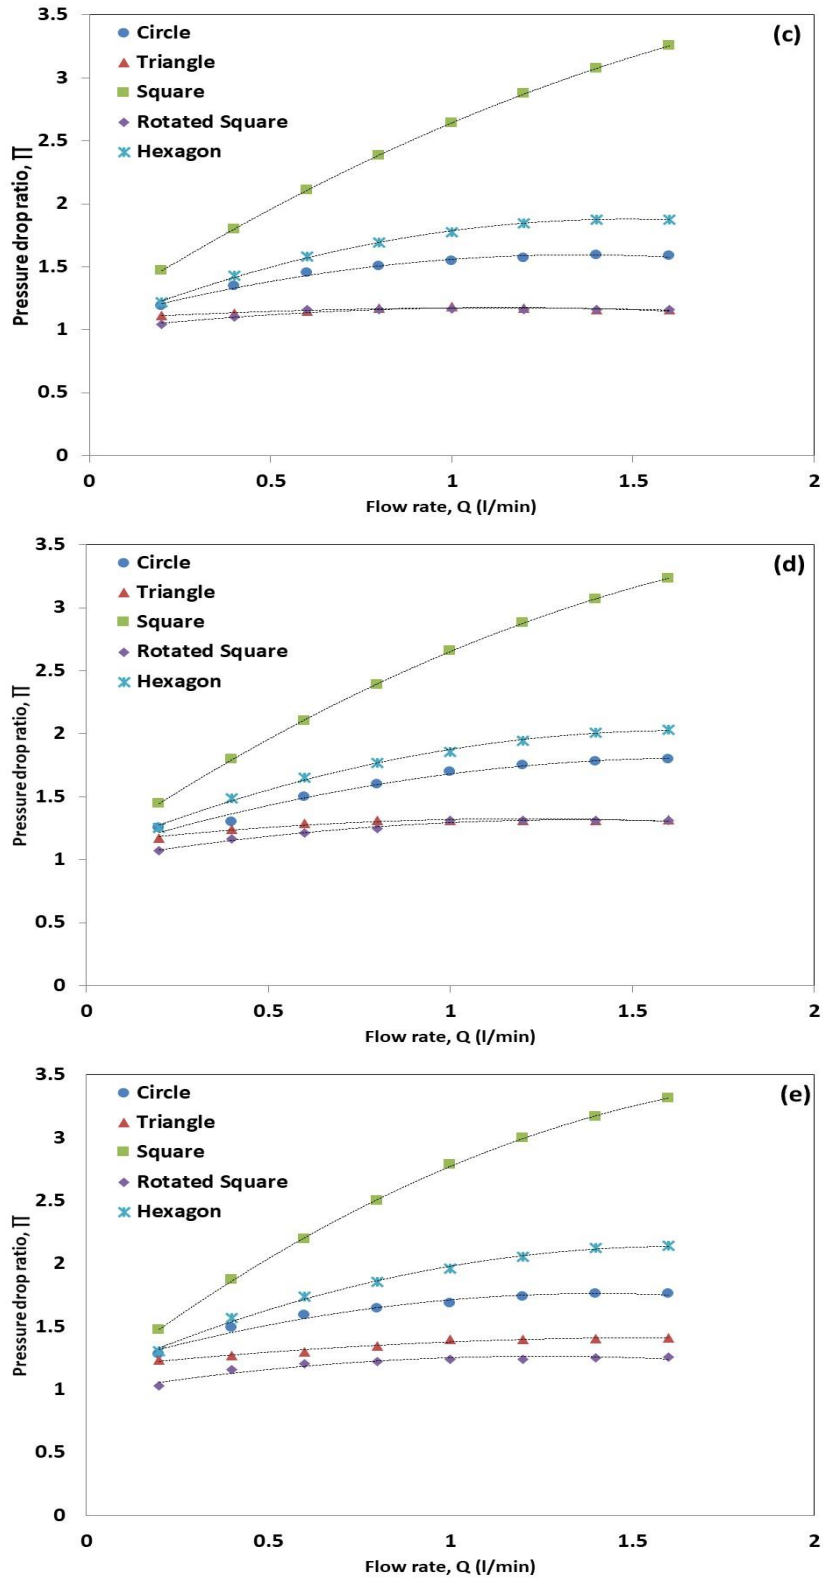 3.5
(c)
Circle
Triangle
3
Square
Rotated Square
2.5
Hexagon
2
1.5
1
0.5
0
Pressure drop ratio, ∏
0 0.5 1 1.5 2
Flow rate, Q (l/min)
3.5
(d)
Circle
Triangle
3
Square
Rotated Square
2.5
Hexagon
2
1.5
1
0.5
0
Pressure drop ratio, ∏
0 0.5 1 1.5 2
Flow rate, Q (l/min)
3.5
(e)
Circle
Triangle
3
Square
Rotated Square
2.5
Hexagon
2
1.5
1
0.5
0
Pressure drop ratio, ∏
0 0.5 1 1.5 2
Flow rate, Q (l/min)